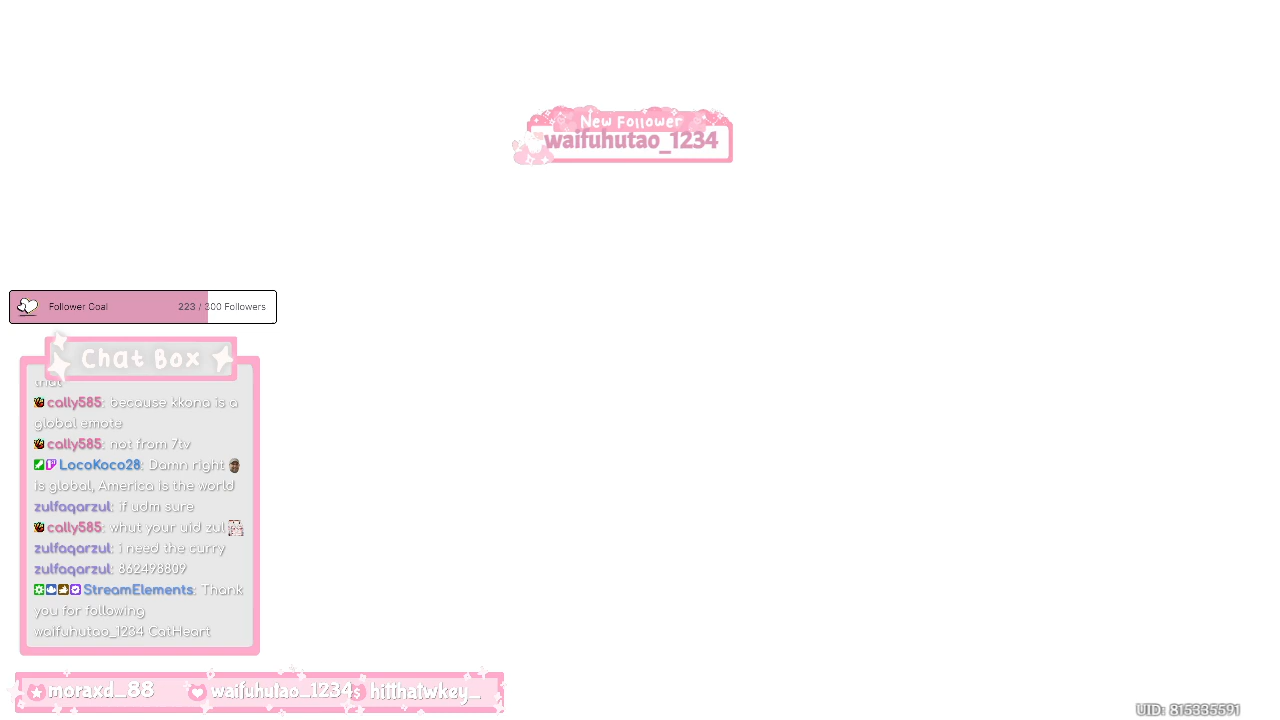 New Follower
waifuhutao_1234
Follower Goal 223 / 300 Followers
Chat Box
that
cally585: because kkona is a
global emote
cally585: not from 7tv
LocoKoco28: Damn right
is global, America is the world
zulfaqarzul: if udm sure
cally585: whut your uid zul
zulfaqarzul: i need the curry
zulfaqarzul: 862498809
StreamElements: Thank
you for following
waifuhutao_1234 CatHeart
moraxd_88 waifuhutao_1234 $ hitthatwkey_
UID: 815335591